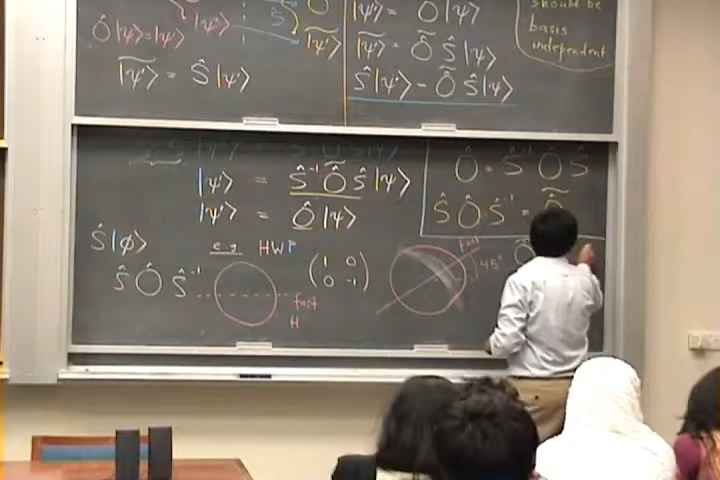 Ô|ψ⟩=|ψ'⟩
|ψ'⟩
Ŝ
O
|ψ'⟩~
|ψ'⟩~ = Ŝ|ψ'⟩
|ψ'⟩ = Ô|ψ⟩
|ψ'⟩~ = Õ Ŝ|ψ⟩
Ŝ|ψ'⟩ = Õ Ŝ|ψ⟩
should be
basis
independent
|ψ'⟩ = Ŝ⁻¹ Õ Ŝ|ψ⟩
|ψ'⟩ = Ô|ψ⟩
Ô = Ŝ⁻¹ Õ Ŝ
Ŝ Ô Ŝ⁻¹ = Õ
Ŝ|ϕ⟩
Ŝ Ô Ŝ⁻¹
e.g. HWP
fast
H
(1 0
0 -1)
fast
45°